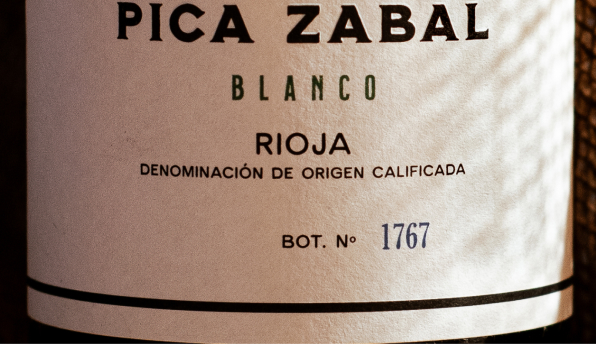 PICA ZABAL
BLANCO
RIOJA
DENOMINACIÓN DE ORIGEN CALIFICADA
BOT. Nº 1767